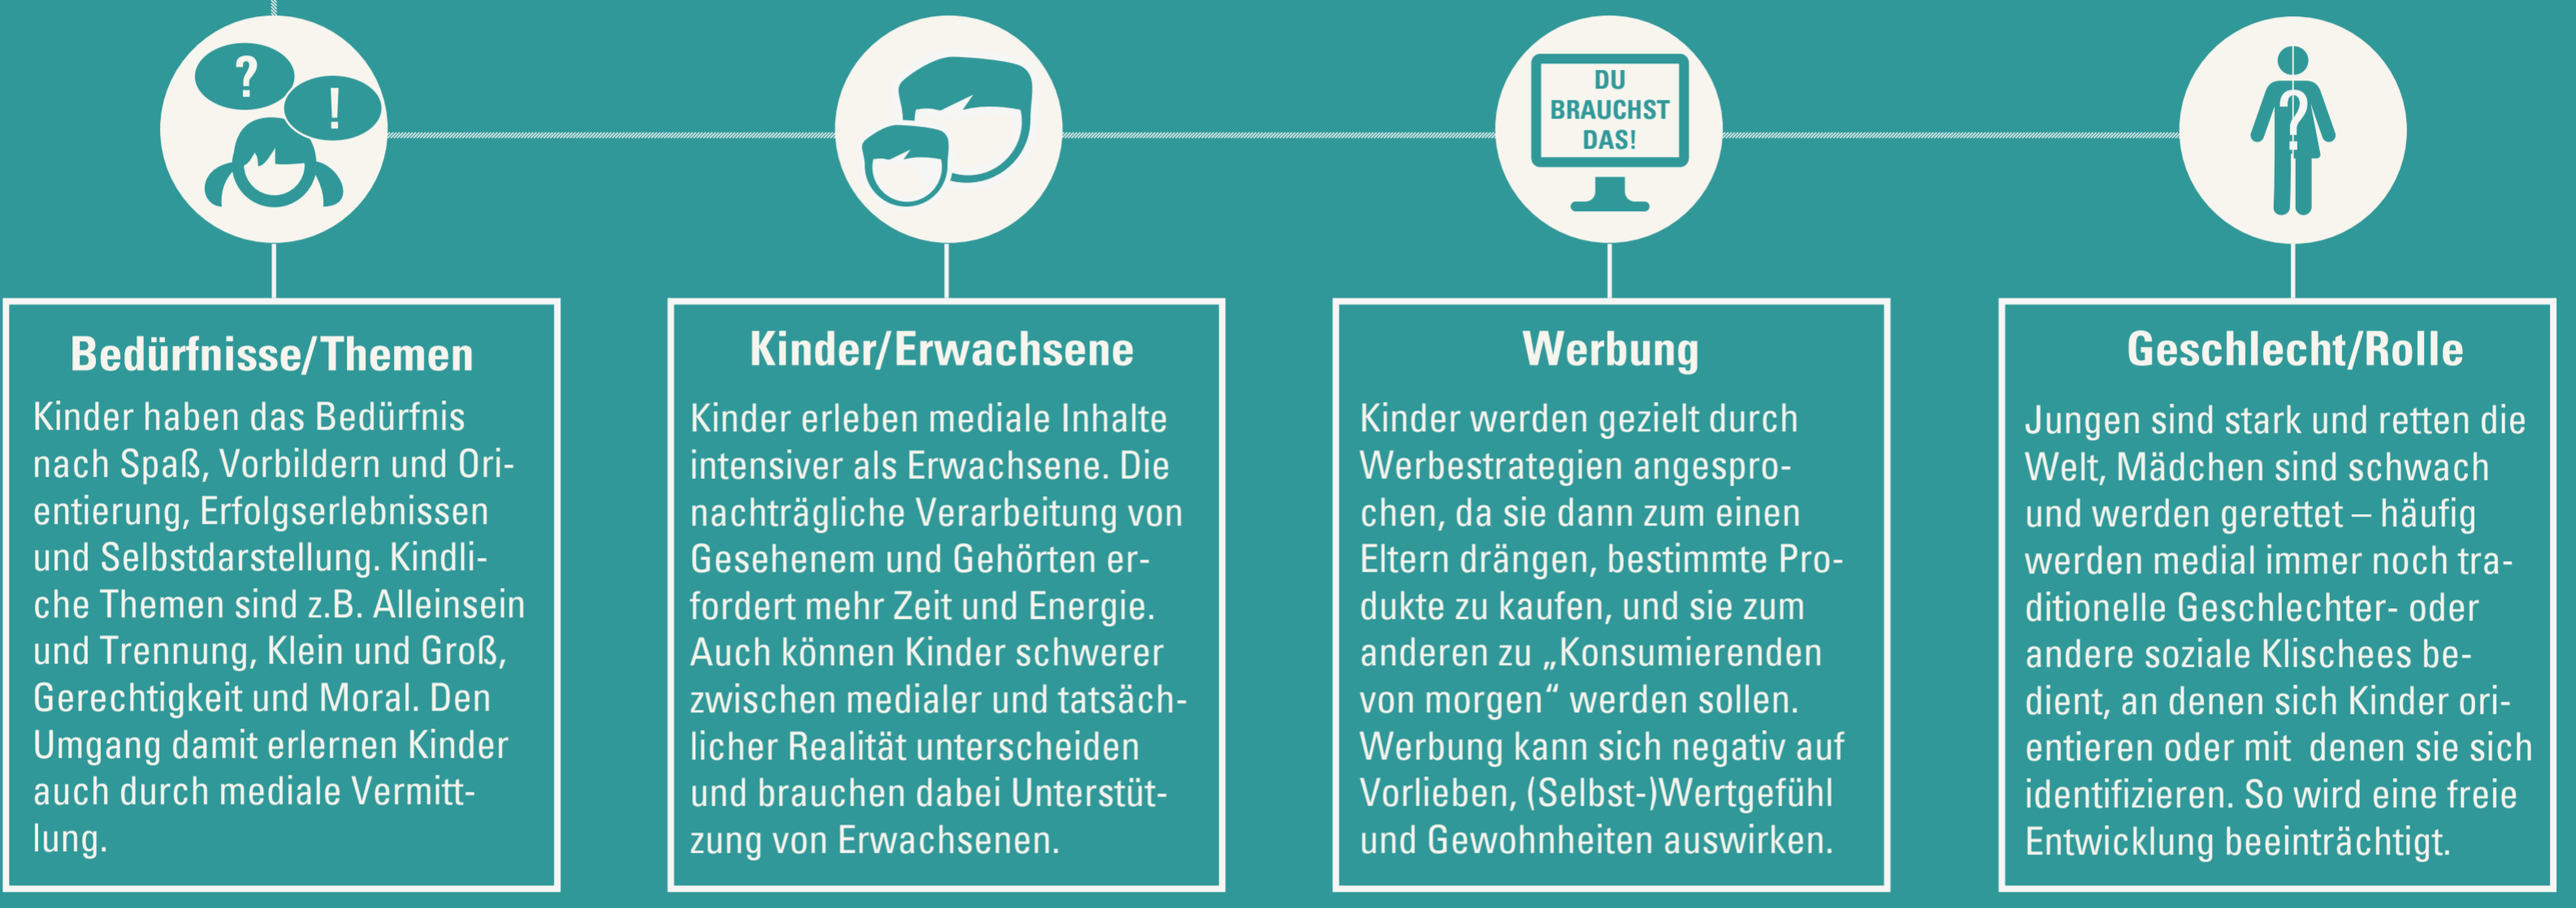 ?
!
DU
BRAUCHST
DAS!
?
Bedürfnisse/Themen
Kinder haben das Bedürfnis
nach Spaß, Vorbildern und Ori-
entierung, Erfolgserlebnissen
und Selbstdarstellung. Kindli-
che Themen sind z.B. Alleinsein
und Trennung, Klein und Groß,
Gerechtigkeit und Moral. Den
Umgang damit erlernen Kinder
auch durch mediale Vermitt-
lung.
Kinder/Erwachsene
Kinder erleben mediale Inhalte
intensiver als Erwachsene. Die
nachträgliche Verarbeitung von
Gesehenem und Gehörten er-
fordert mehr Zeit und Energie.
Auch können Kinder schwerer
zwischen medialer und tatsäch-
licher Realität unterscheiden
und brauchen dabei Unterstüt-
zung von Erwachsenen.
Werbung
Kinder werden gezielt durch
Werbestrategien angespro-
chen, da sie dann zum einen
Eltern drängen, bestimmte Pro-
dukte zu kaufen, und sie zum
anderen zu „Konsumierenden
von morgen“ werden sollen.
Werbung kann sich negativ auf
Vorlieben, (Selbst-)Wertgefühl
und Gewohnheiten auswirken.
Geschlecht/Rolle
Jungen sind stark und retten die
Welt, Mädchen sind schwach
und werden gerettet – häufig
werden medial immer noch tra-
ditionelle Geschlechter- oder
andere soziale Klischees be-
dient, an denen sich Kinder ori-
entieren oder mit denen sie sich
identifizieren. So wird eine freie
Entwicklung beeinträchtigt.